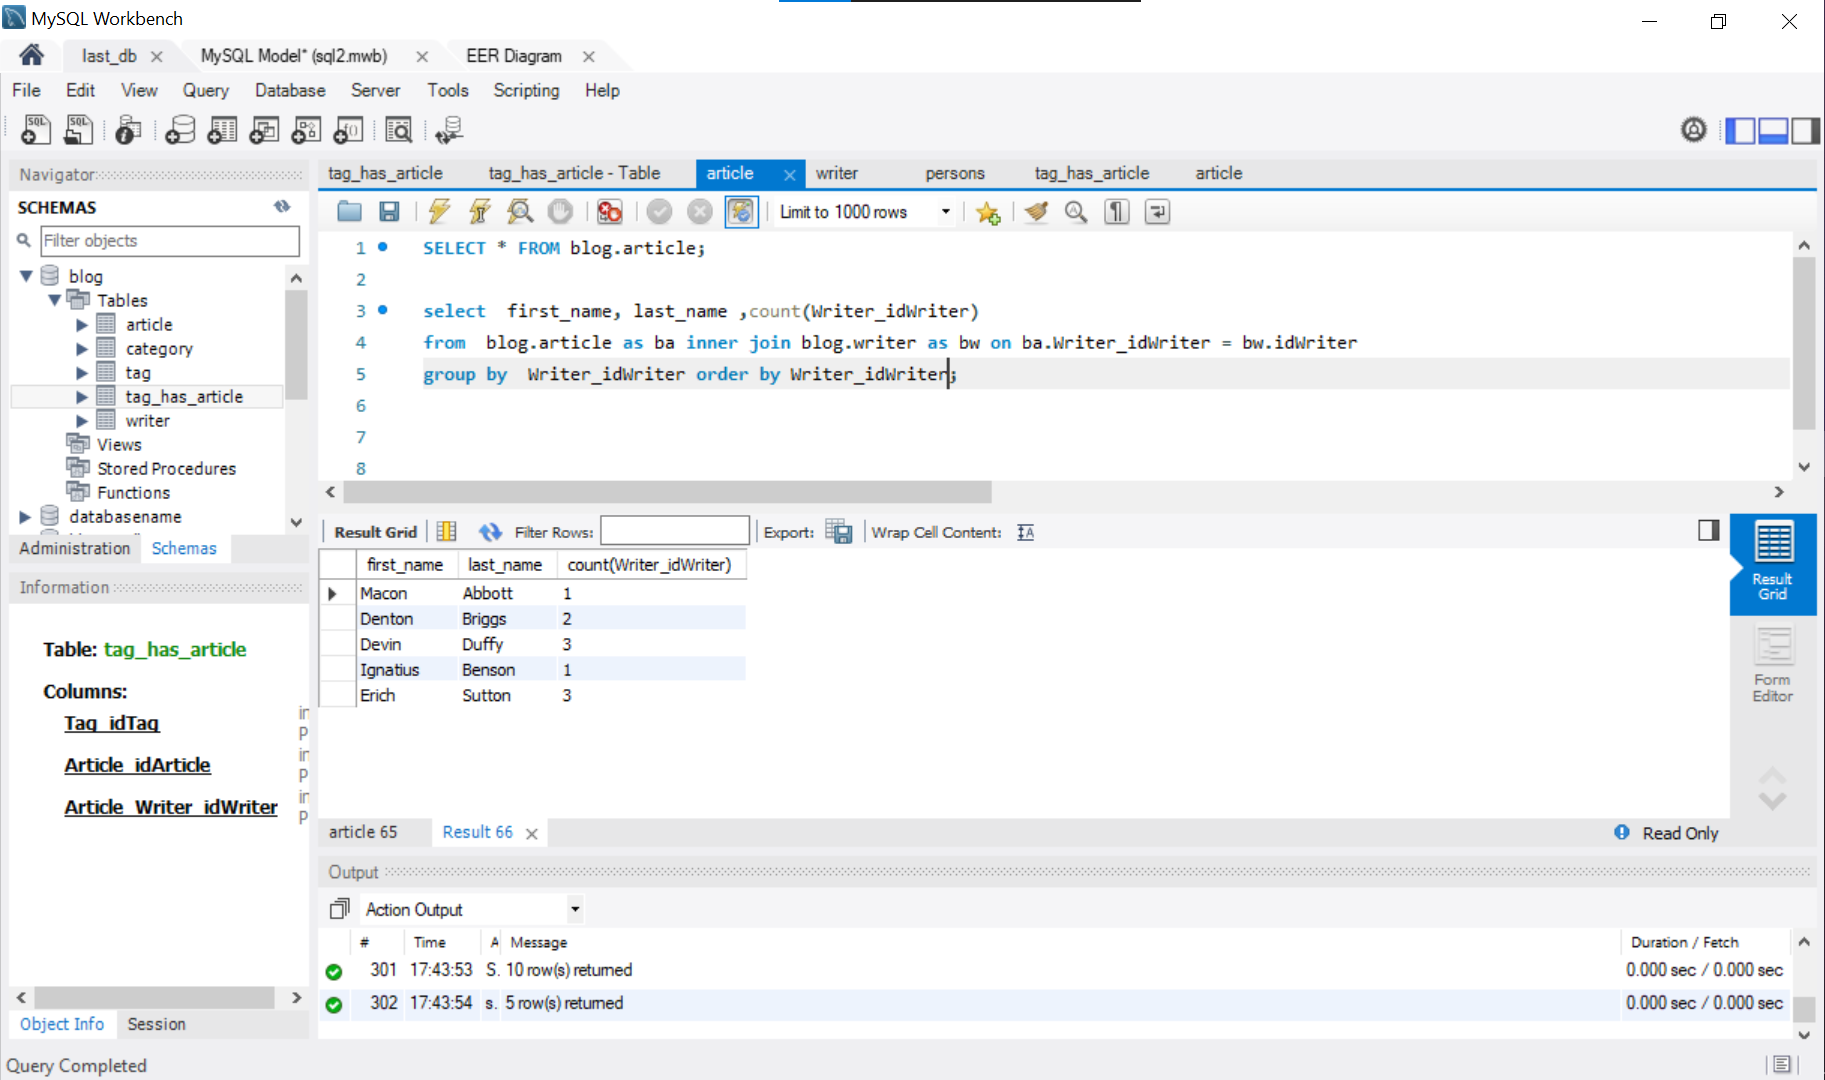 MySQL Workbench
last_db
MySQL Model* (sql2.mwb)
EER Diagram
File Edit View Query Database Server Tools Scripting Help
SQL SQL
Navigator
SCHEMAS
Filter objects
blog
Tables
article
category
tag
tag_has_article
writer
Views
Stored Procedures
Functions
databasename
Administration Schemas
Information
Table: tag_has_article
Columns:
Tag_idTag
Article_idArticle
Article_Writer_idWriter
Object Info Session
Query Completed
tag_has_article tag_has_article - Table article writer persons tag_has_article article
Limit to 1000 rows
1 SELECT * FROM blog.article;
2
3 select first_name, last_name ,count(Writer_idWriter)
4 from blog.article as ba inner join blog.writer as bw on ba.Writer_idWriter = bw.idWriter
5 group by Writer_idWriter order by Writer_idWriter;
6
7
8
Result Grid Filter Rows: Export: Wrap Cell Content:
first_name last_name count(Writer_idWriter)
Macon Abbott 1
Denton Briggs 2
Devin Duffy 3
Ignatius Benson 1
Erich Sutton 3
Result Grid
Form Editor
article 65 Result 66
Read Only
Output
Action Output
# Time A Message Duration / Fetch
301 17:43:53 S. 10 row(s) returned 0.000 sec / 0.000 sec
302 17:43:54 s. 5 row(s) returned 0.000 sec / 0.000 sec